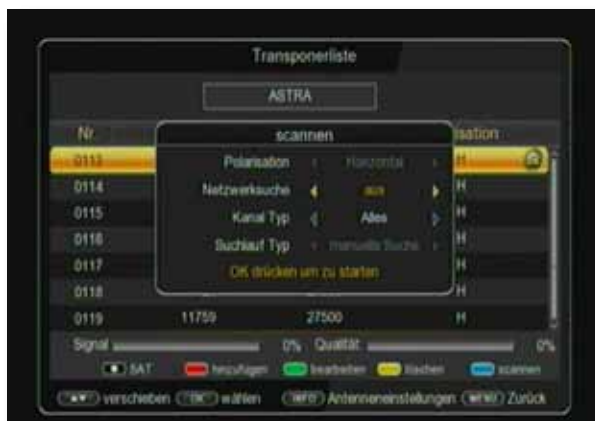 Transponerliste
ASTRA
Nr. isation
scannen
0113 H
Polarisation Horizontal
0114 H
Netzwerksuche aus
0115 H
Kanal Typ Alles
0116 H
Suchlauf Typ manuelle Suche
0117 H
OK drücken um zu starten
0118 H
0119 11759 27500 H
Signal 0% Qualität 0%
SAT hinzufügen bearbeiten löschen scannen
verschieben OK wählen INFO Antenneneinstellungen MENU Zurück